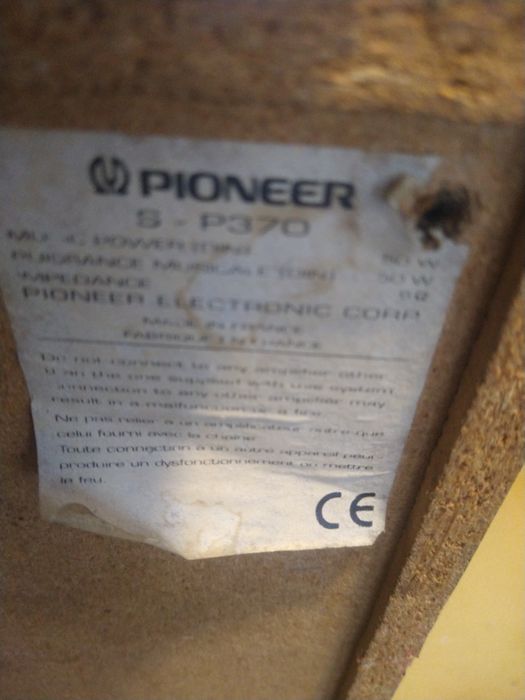 PIONEER
S-P370
MUSIC POWER (DIN) 50 W
PUISSANCE MUSICALE (DIN) 50 W
IMPEDANCE Ω
PIONEER ELECTRONIC CORP.
MADE IN FRANCE
FABRIQUE EN FRANCE
Do not connect to any amplifier other
than the one supplied with this system
connection to any other amplifier may
result in a malfunction or a fire.
Ne pas relier à un amplificateur autre que
celui fourni avec la chaîne
Toute connection à un autre appareil peut
produire un dysfonctionnement ou mettre
le feu.
CE